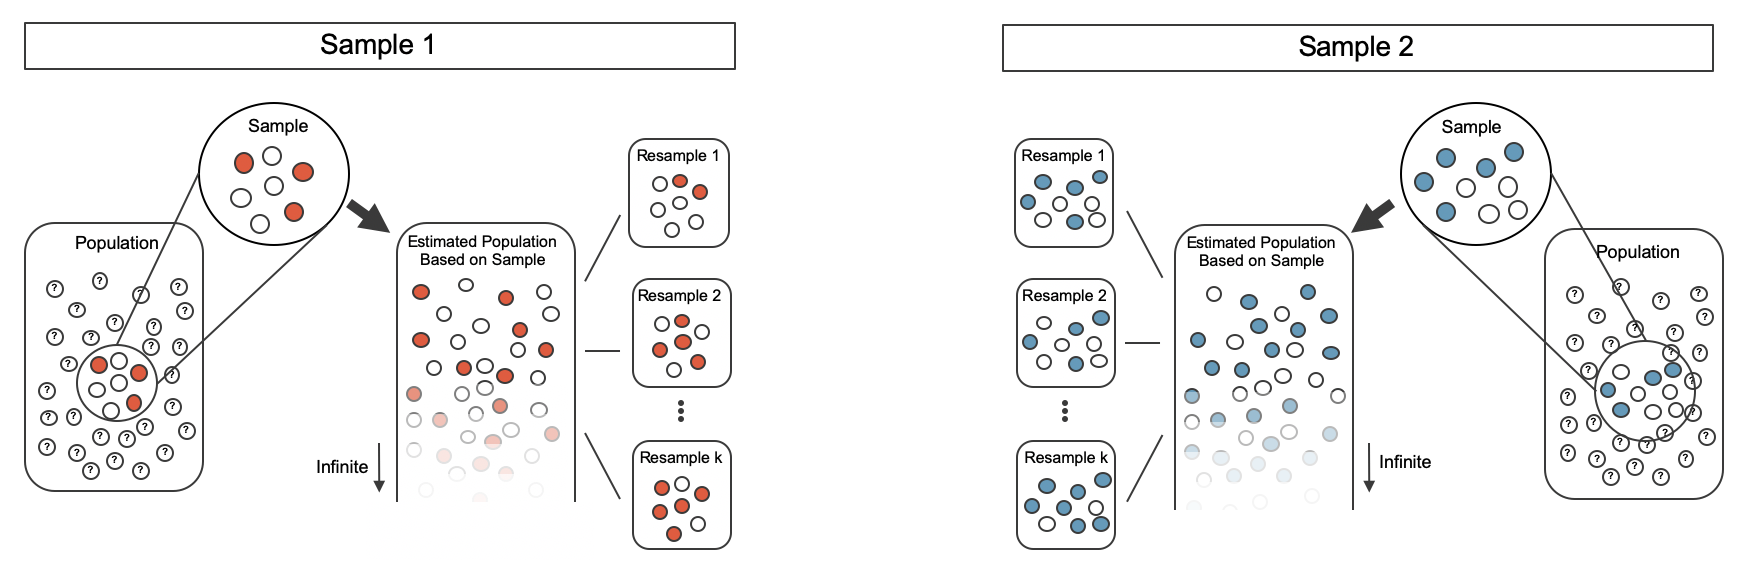 Sample 1
Sample
Population
Estimated Population
Based on Sample
Infinite
Resample 1
Resample 2
Resample k
Sample 2
Resample 1
Resample 2
Resample k
Estimated Population
Based on Sample
Infinite
Sample
Population